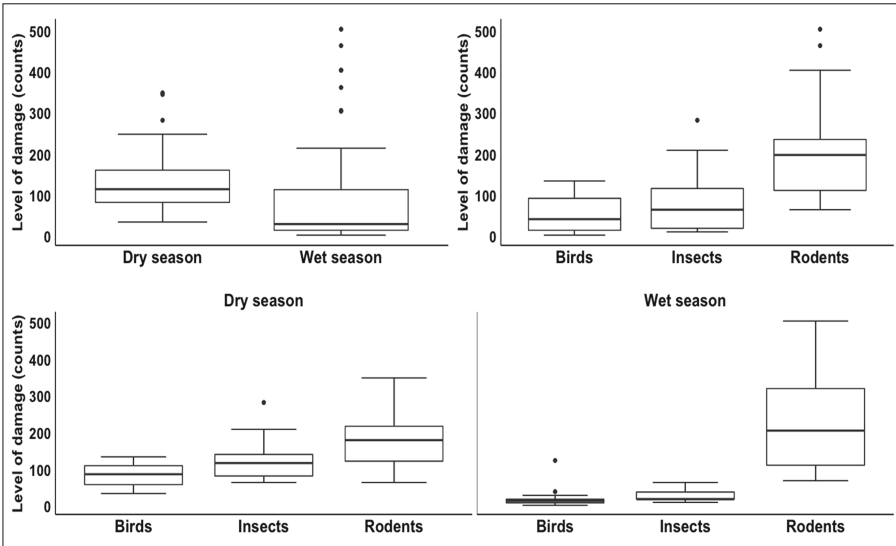 Level of damage (counts)
500
400
300
200
100
0
Dry season Wet season
Level of damage (counts)
500
400
300
200
100
0
Birds Insects Rodents
Dry season
Level of damage (counts)
500
400
300
200
100
0
Birds Insects Rodents
Wet season
Birds Insects Rodents